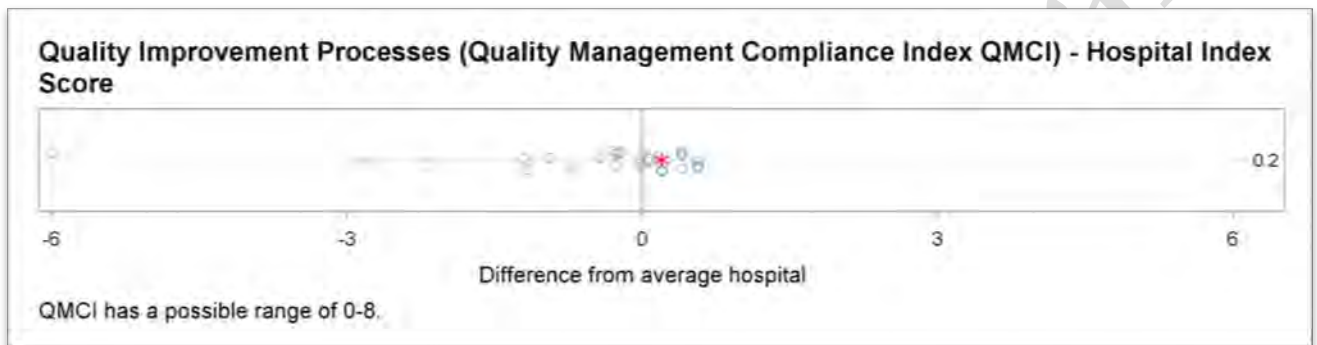 Quality Improvement Processes (Quality Management Compliance Index QMCI) - Hospital Index
Score
0.2
-6
-3
0
3
6
Difference from average hospital
QMCI has a possible range of 0-8.